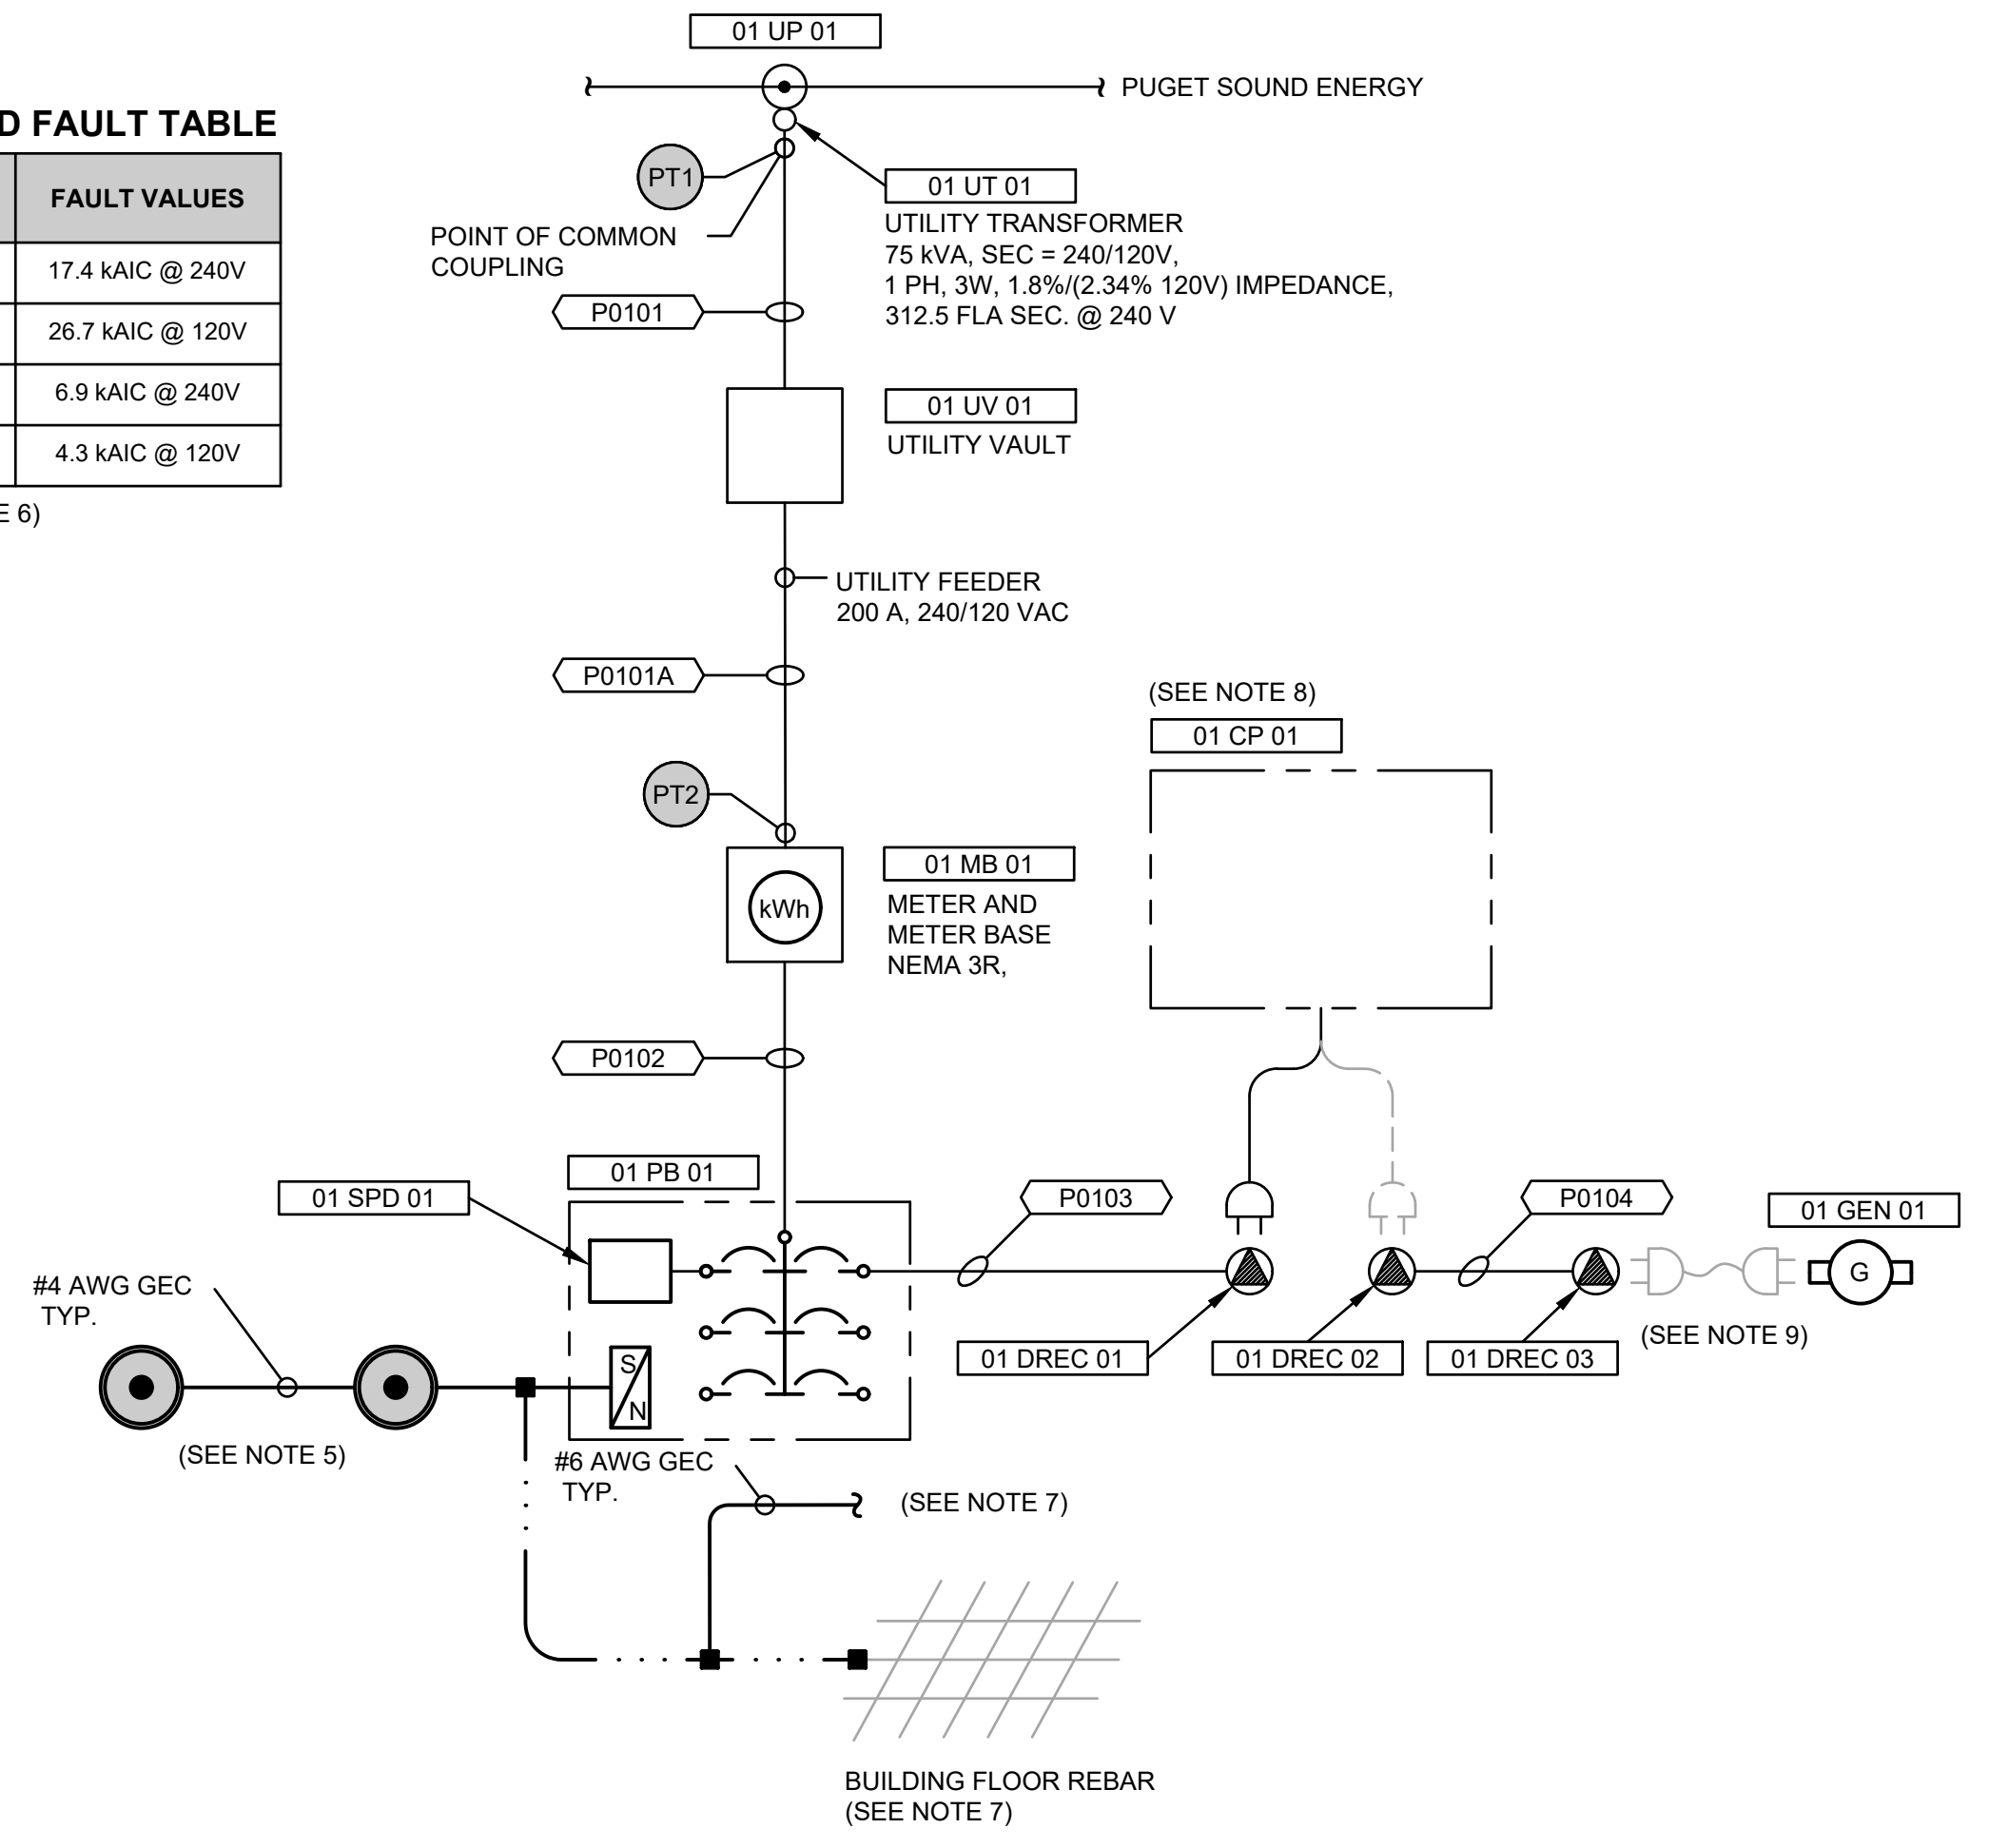 01 UP 01
PUGET SOUND ENERGY
D FAULT TABLE
FAULT VALUES
17.4 kAIC @ 240V
26.7 kAIC @ 120V
6.9 kAIC @ 240V
4.3 kAIC @ 120V
E 6)
PT1
POINT OF COMMON
COUPLING
01 UT 01
UTILITY TRANSFORMER
75 kVA, SEC = 240/120V,
1 PH, 3W, 1.8%/(2.34% 120V) IMPEDANCE,
312.5 FLA SEC. @ 240 V
P0101
01 UV 01
UTILITY VAULT
UTILITY FEEDER
200 A, 240/120 VAC
P0101A
(SEE NOTE 8)
01 CP 01
PT2
kWh
01 MB 01
METER AND
METER BASE
NEMA 3R,
P0102
01 PB 01
01 SPD 01
P0103
P0104
01 GEN 01
G
#4 AWG GEC
TYP.
S
N
01 DREC 01
01 DREC 02
01 DREC 03
(SEE NOTE 9)
(SEE NOTE 5)
#6 AWG GEC
TYP.
(SEE NOTE 7)
BUILDING FLOOR REBAR
(SEE NOTE 7)